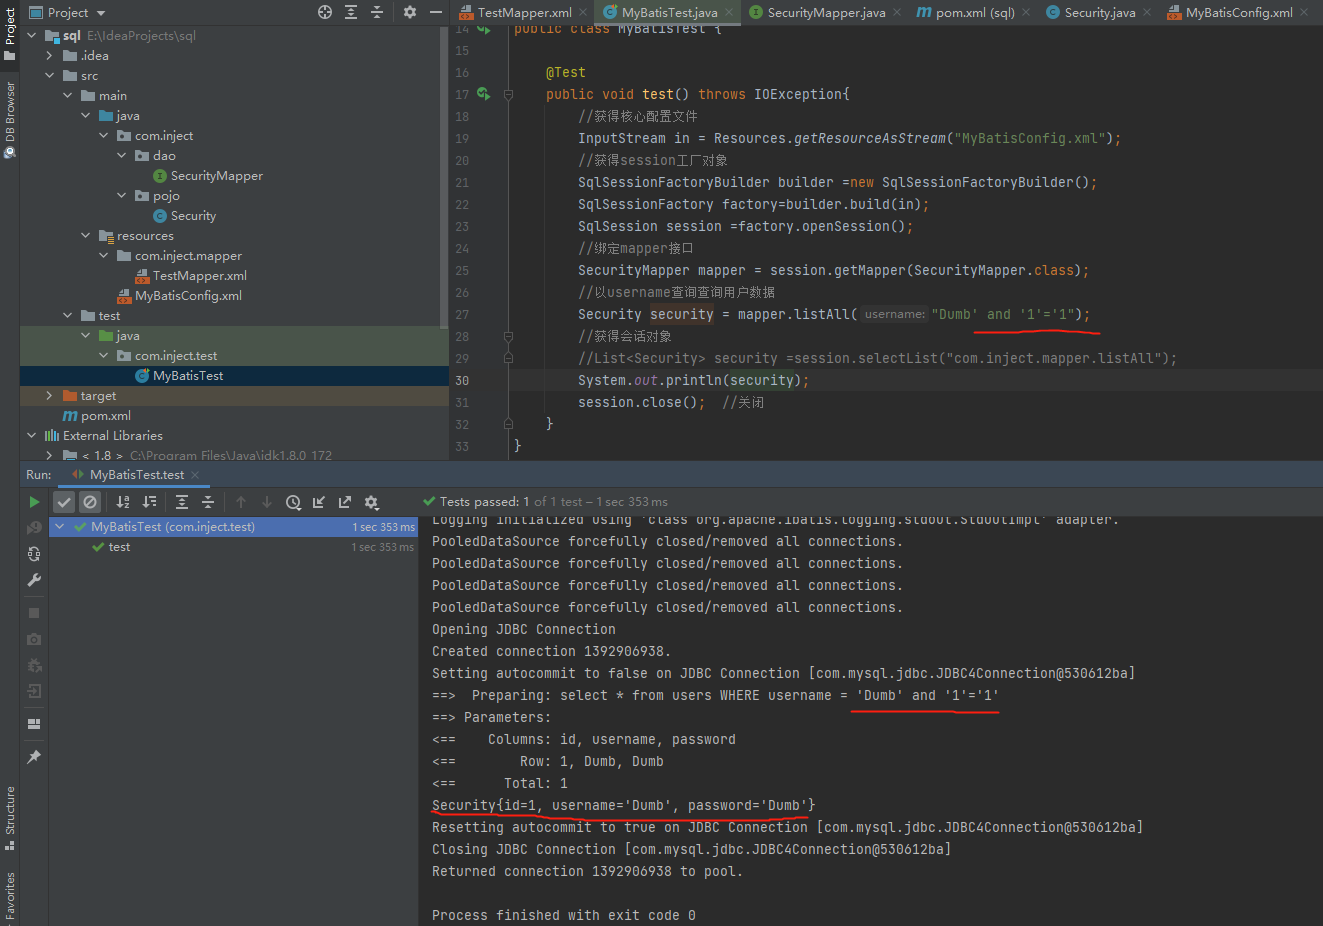 Project
TestMapper.xml
MyBatisTest.java
SecurityMapper.java
pom.xml (sql)
Security.java
MyBatisConfig.xml
Project
DB Browser
Structure
Favorites
sql E:\IdeaProjects\sql
.idea
src
main
java
com.inject
dao
SecurityMapper
pojo
Security
resources
com.inject.mapper
TestMapper.xml
MyBatisConfig.xml
test
java
com.inject.test
MyBatisTest
target
pom.xml
External Libraries
< 1.8 > C:\Program Files\Java\jdk1.8.0_172
14 public class MyBatisTest {
15
16 @Test
17 public void test() throws IOException{
18 //获得核心配置文件
19 InputStream in = Resources.getResourceAsStream("MyBatisConfig.xml");
20 //获得session工厂对象
21 SqlSessionFactoryBuilder builder =new SqlSessionFactoryBuilder();
22 SqlSessionFactory factory=builder.build(in);
23 SqlSession session =factory.openSession();
24 //绑定mapper接口
25 SecurityMapper mapper = session.getMapper(SecurityMapper.class);
26 //以username查询查询用户数据
27 Security security = mapper.listAll( username: "Dumb' and '1'='1");
28 //获得会话对象
29 //List<Security> security =session.selectList("com.inject.mapper.listAll");
30 System.out.println(security);
31 session.close(); //关闭
32 }
33 }
Run: MyBatisTest.test
Tests passed: 1 of 1 test – 1 sec 353 ms
MyBatisTest (com.inject.test) 1 sec 353 ms
test 1 sec 353 ms
Logging initialized using 'class org.apache.ibatis.logging.stdout.StdOutImpl' adapter.
PooledDataSource forcefully closed/removed all connections.
PooledDataSource forcefully closed/removed all connections.
PooledDataSource forcefully closed/removed all connections.
PooledDataSource forcefully closed/removed all connections.
Opening JDBC Connection
Created connection 1392906938.
Setting autocommit to false on JDBC Connection [com.mysql.jdbc.JDBC4Connection@530612ba]
==>  Preparing: select * from users WHERE username = 'Dumb' and '1'='1'
==> Parameters:
<==    Columns: id, username, password
<==        Row: 1, Dumb, Dumb
<==      Total: 1
Security{id=1, username='Dumb', password='Dumb'}
Resetting autocommit to true on JDBC Connection [com.mysql.jdbc.JDBC4Connection@530612ba]
Closing JDBC Connection [com.mysql.jdbc.JDBC4Connection@530612ba]
Returned connection 1392906938 to pool.
Process finished with exit code 0